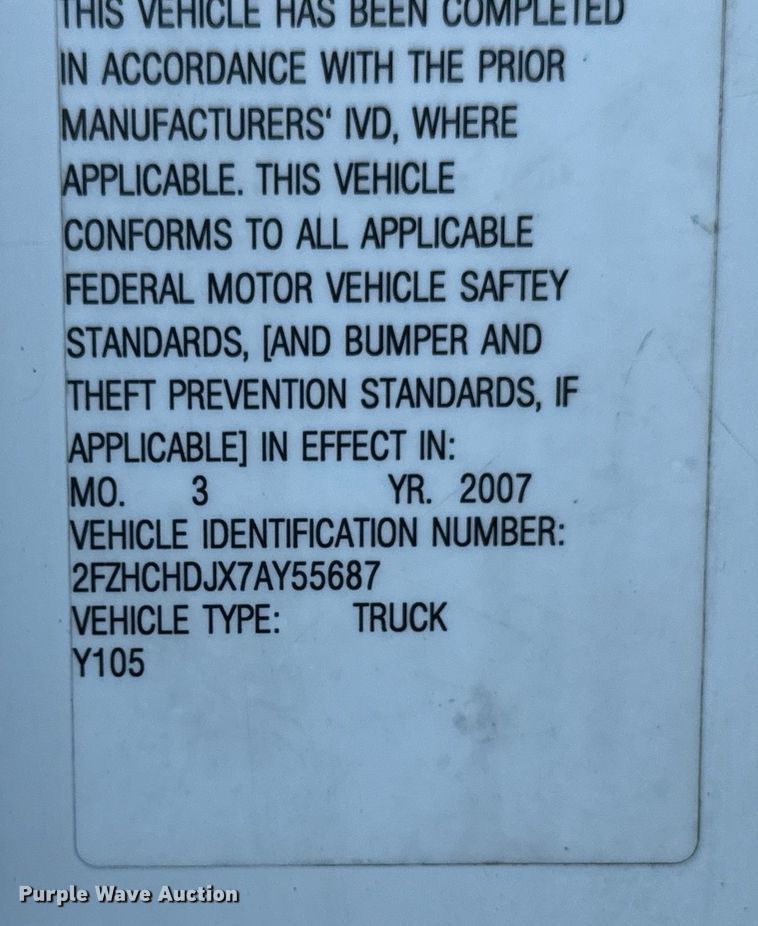 THIS VEHICLE HAS BEEN COMPLETED
IN ACCORDANCE WITH THE PRIOR
MANUFACTURERS' IVD, WHERE
APPLICABLE. THIS VEHICLE
CONFORMS TO ALL APPLICABLE
FEDERAL MOTOR VEHICLE SAFTEY
STANDARDS, [AND BUMPER AND
THEFT PREVENTION STANDARDS, IF
APPLICABLE] IN EFFECT IN:
MO. 3 YR. 2007
VEHICLE IDENTIFICATION NUMBER:
2FZHCHDJX7AY55687
VEHICLE TYPE: TRUCK
Y105
Purple Wave Auction